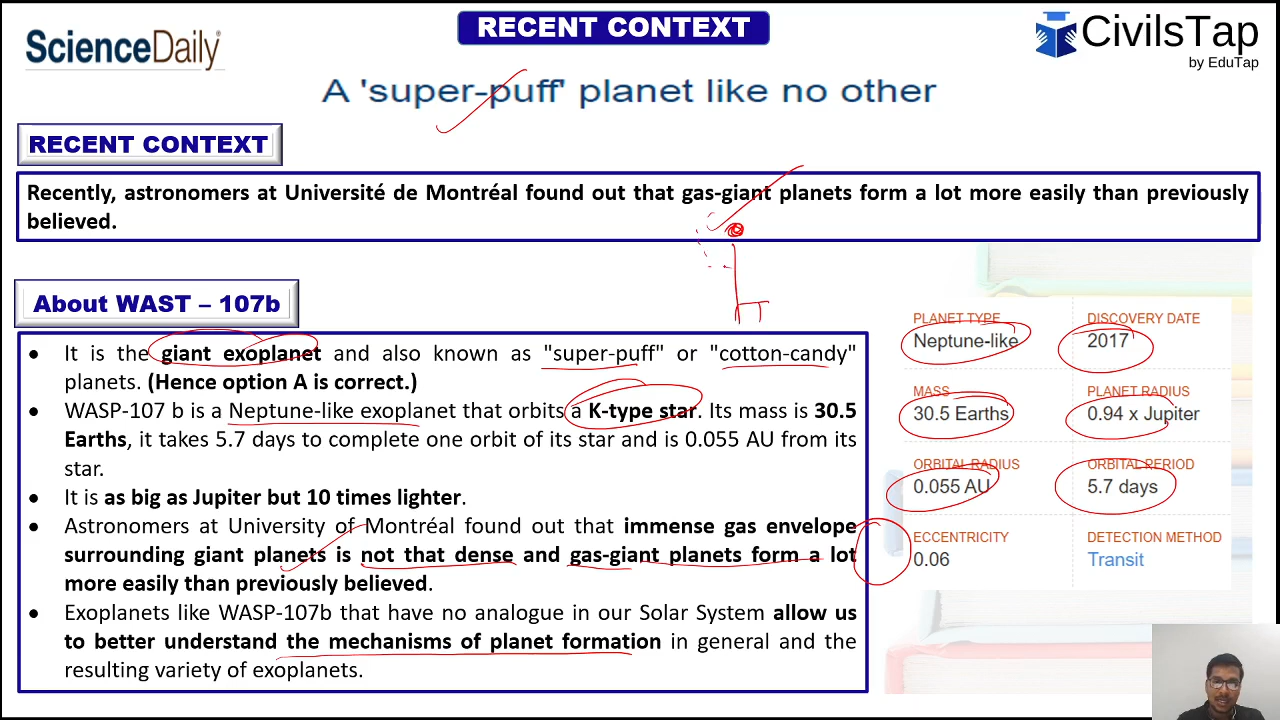 RECENT CONTEXT
ScienceDaily
CivilsTap
by EduTap
A 'super-puff' planet like no other
RECENT CONTEXT
Recently, astronomers at Université de Montréal found out that gas-giant planets form a lot more easily than previously
believed.
About WAST – 107b
● It is the giant exoplanet and also known as "super-puff" or "cotton-candy"
planets. (Hence option A is correct.)
● WASP-107 b is a Neptune-like exoplanet that orbits a K-type star. Its mass is 30.5
Earths, it takes 5.7 days to complete one orbit of its star and is 0.055 AU from its
star.
● It is as big as Jupiter but 10 times lighter.
● Astronomers at University of Montréal found out that immense gas envelope
surrounding giant planets is not that dense and gas-giant planets form a lot
more easily than previously believed.
● Exoplanets like WASP-107b that have no analogue in our Solar System allow us
to better understand the mechanisms of planet formation in general and the
resulting variety of exoplanets.
PLANET TYPE
Neptune-like
DISCOVERY DATE
2017
MASS
30.5 Earths
PLANET RADIUS
0.94 x Jupiter
ORBITAL RADIUS
0.055 AU
ORBITAL PERIOD
5.7 days
ECCENTRICITY
0.06
DETECTION METHOD
Transit